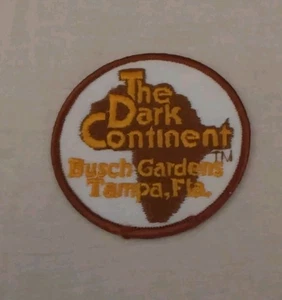 The
Dark
Continent
TM
Busch Gardens
Tampa, Fla.